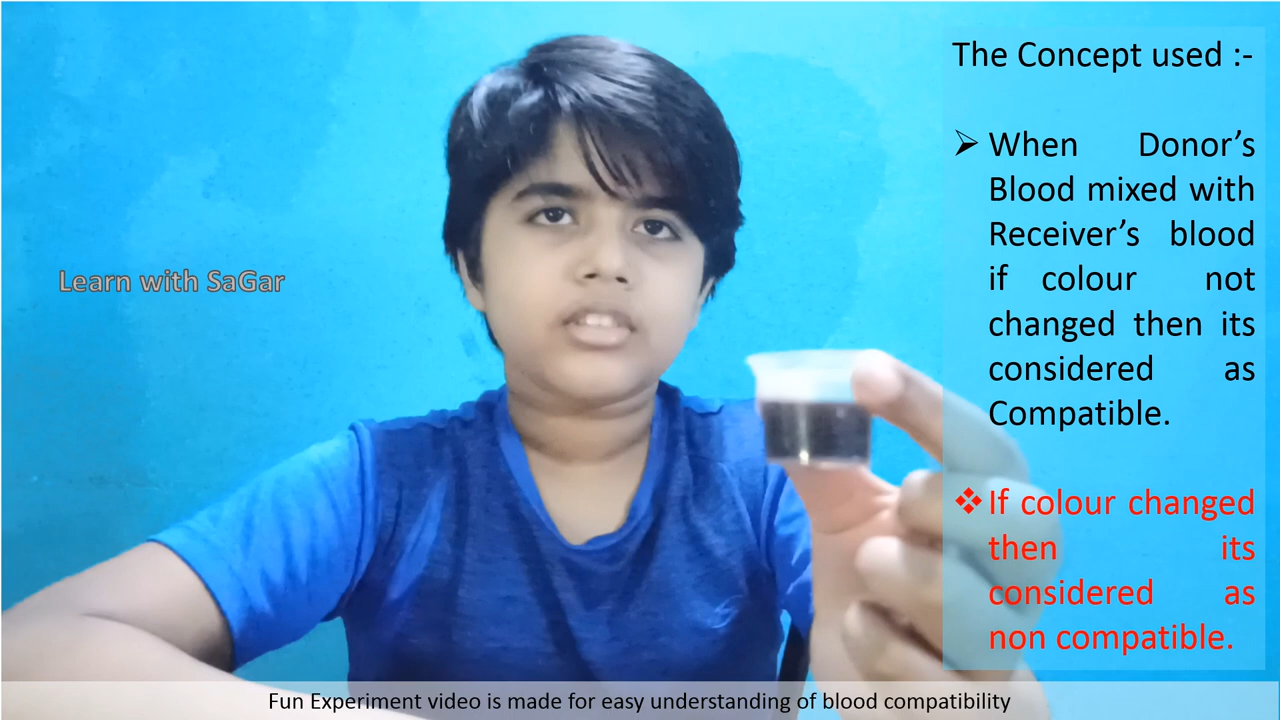 The Concept used :-
➢ When Donor’s
Blood mixed with
Receiver’s blood
if colour not
changed then its
considered as
Compatible.
❖ If colour changed
then its
considered as
non compatible.
Learn with SaGar
Fun Experiment video is made for easy understanding of blood compatibility